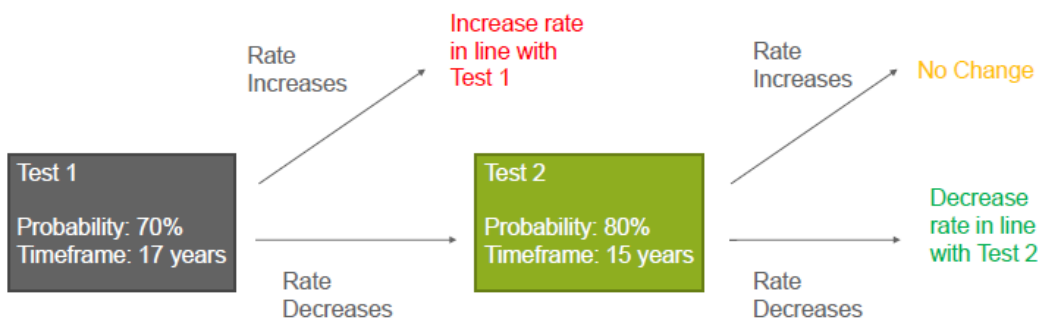 Rate
Increases
Increase rate
in line with
Test 1
Rate
Increases
No Change
Test 1
Probability: 70%
Timeframe: 17 years
Rate
Decreases
Test 2
Probability: 80%
Timeframe: 15 years
Rate
Decreases
Decrease
rate in line
with Test 2